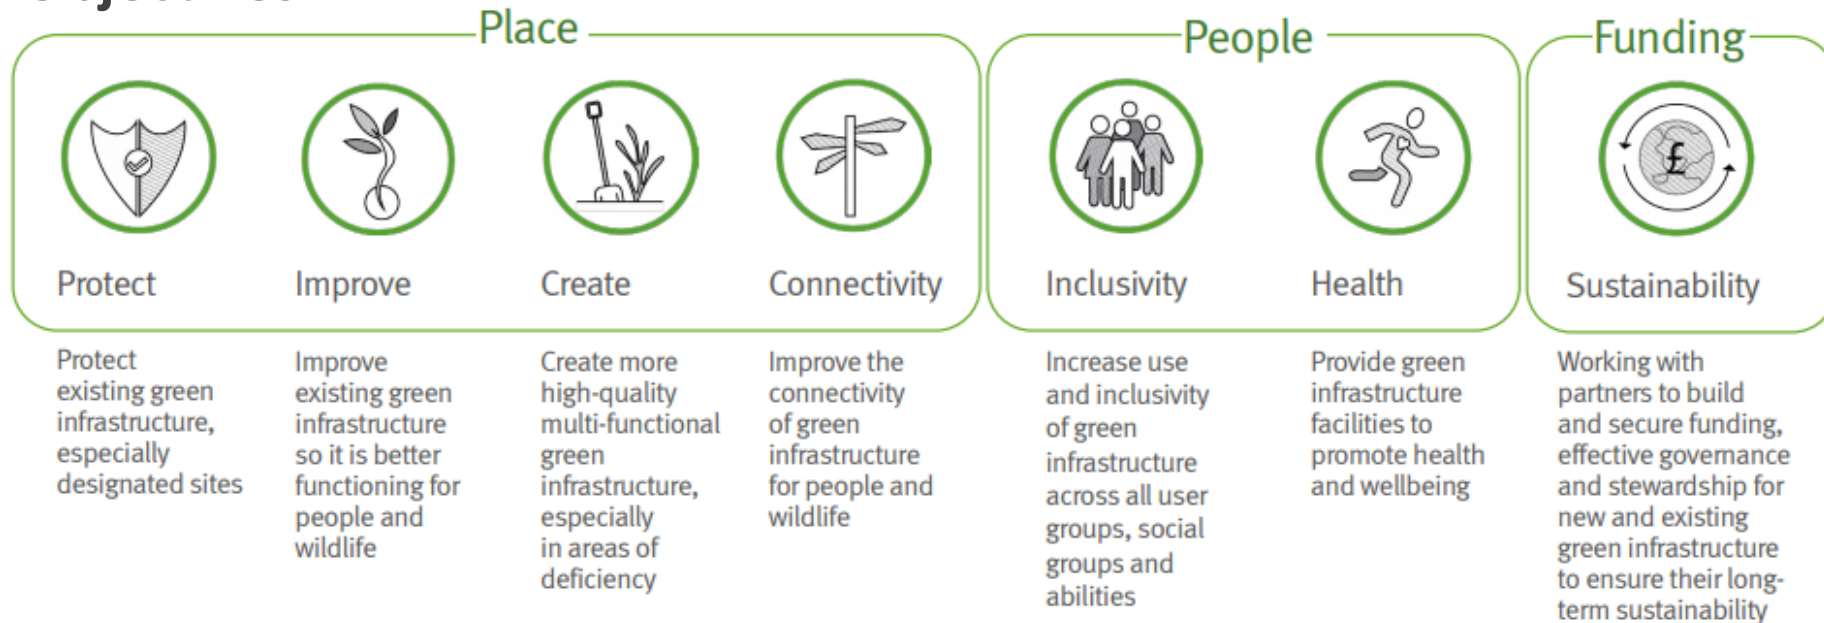 Place
People
Funding
£
Protect
Improve
Create
Connectivity
Inclusivity
Health
Sustainability
Protect
existing green
infrastructure,
especially
designated sites
Improve
existing green
infrastructure
so it is better
functioning for
people and
wildlife
Create more
high-quality
multi-functional
green
infrastructure,
especially
in areas of
deficiency
Improve the
connectivity
of green
infrastructure
for people and
wildlife
Increase use
and inclusivity
of green
infrastructure
across all user
groups, social
groups and
abilities
Provide green
infrastructure
facilities to
promote health
and wellbeing
Working with
partners to build
and secure funding,
effective governance
and stewardship for
new and existing
green infrastructure
to ensure their long-
term sustainability